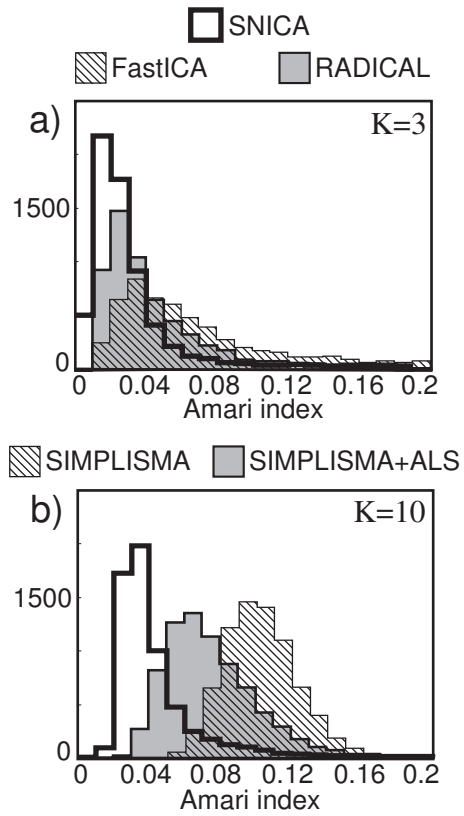 SNICA
FastICA RADICAL
a) K=3
1500
0
0 0.04 0.08 0.12 0.16 0.2
Amari index
SIMPLISMA SIMPLISMA+ALS
b) K=10
1500
0
0 0.04 0.08 0.12 0.16 0.2
Amari index